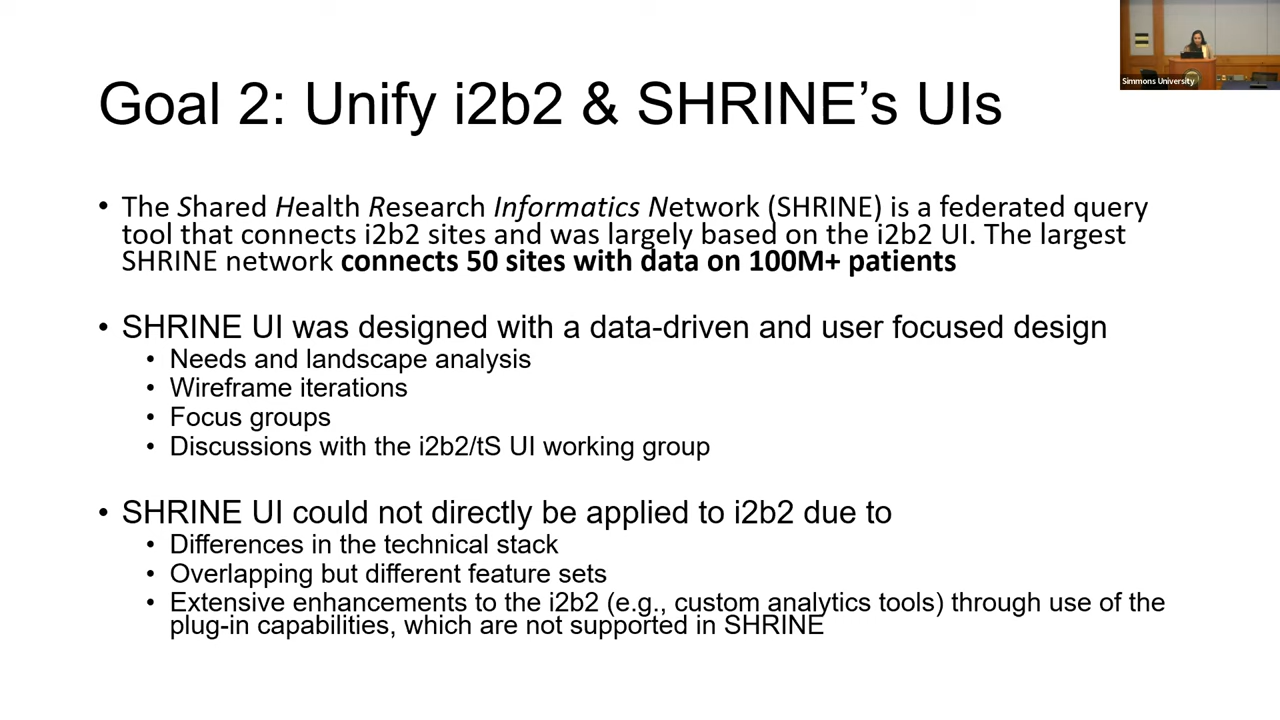 Simmons University
Goal 2: Unify i2b2 & SHRINE's UIs
• The Shared Health Research Informatics Network (SHRINE) is a federated query
tool that connects i2b2 sites and was largely based on the i2b2 UI. The largest
SHRINE network connects 50 sites with data on 100M+ patients
• SHRINE UI was designed with a data-driven and user focused design
• Needs and landscape analysis
• Wireframe iterations
• Focus groups
• Discussions with the i2b2/tS UI working group
• SHRINE UI could not directly be applied to i2b2 due to
• Differences in the technical stack
• Overlapping but different feature sets
• Extensive enhancements to the i2b2 (e.g., custom analytics tools) through use of the
plug-in capabilities, which are not supported in SHRINE